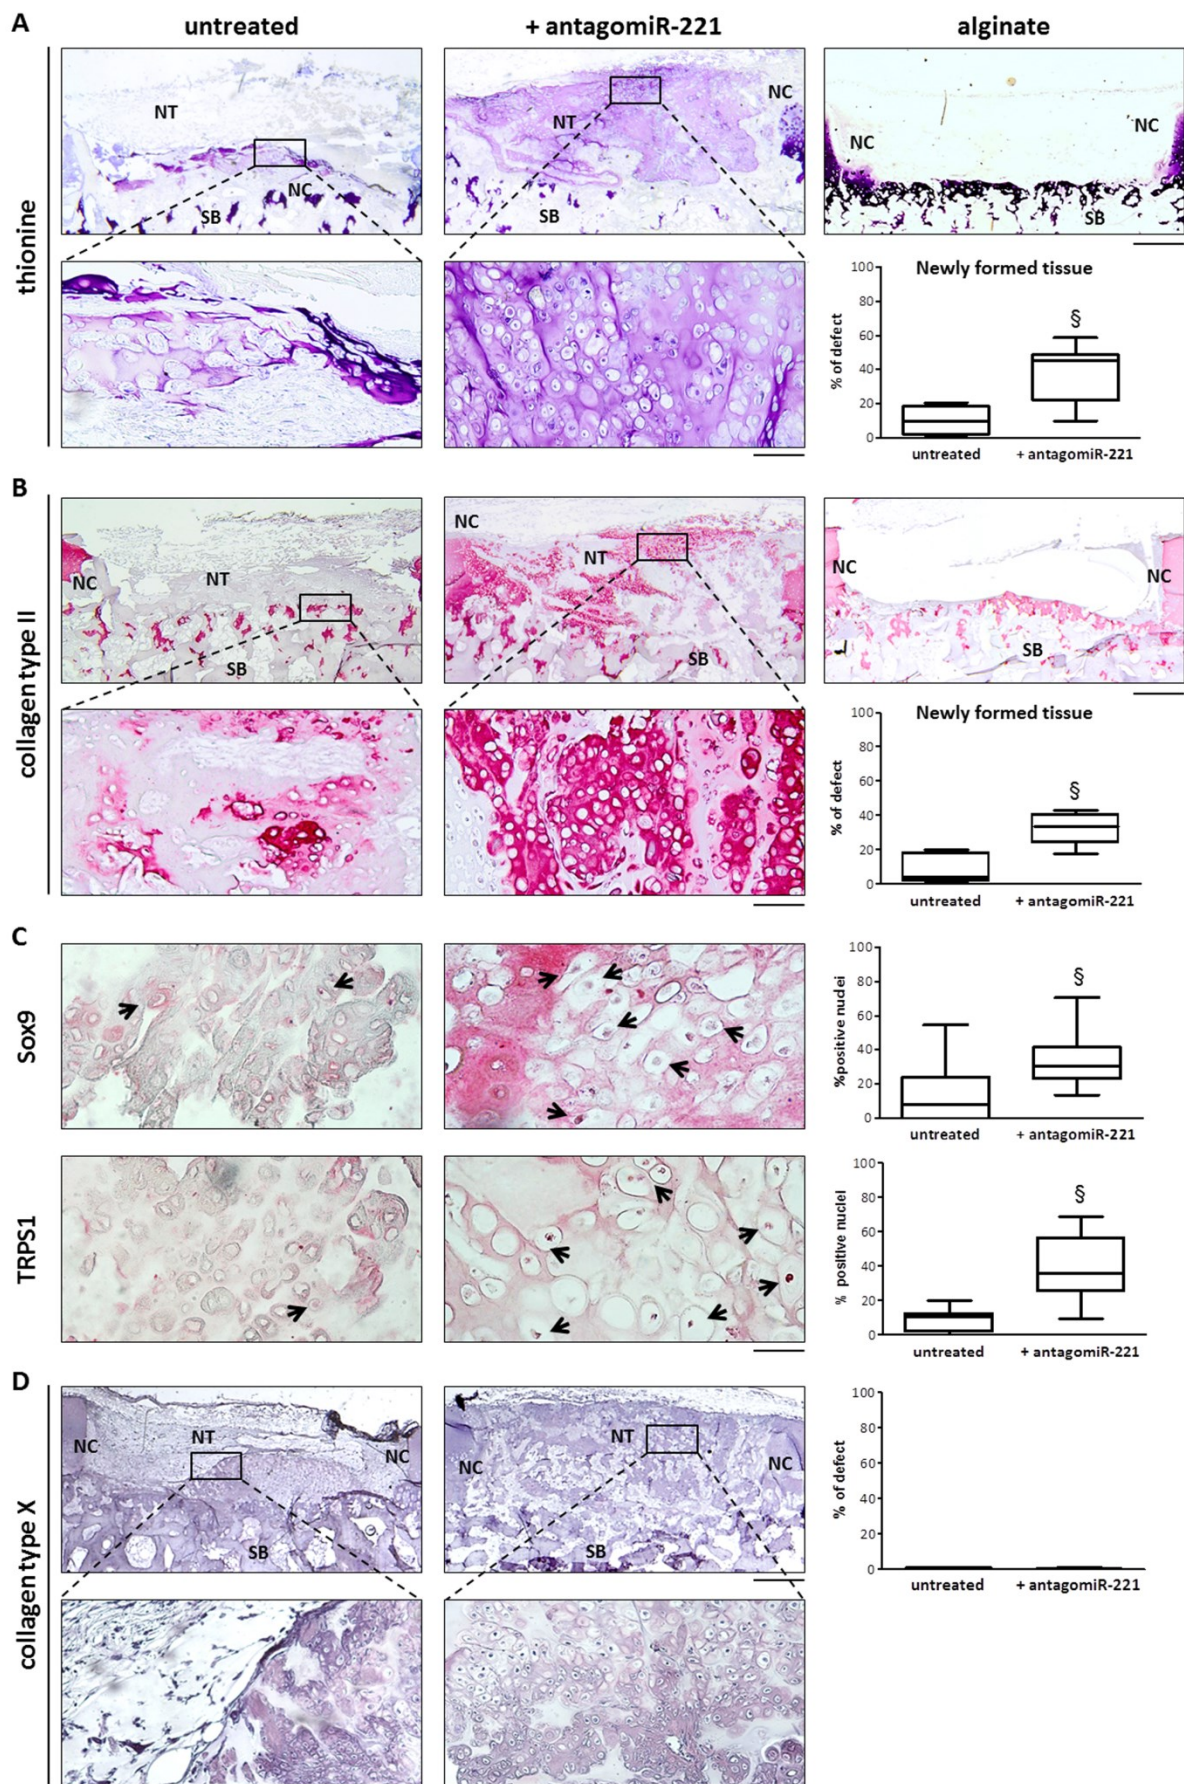 A
untreated
+ antagomiR-221
alginate
thionine
NT
NC
SB
NC
NT
SB
NC
NC
SB
Newly formed tissue
% of defect
100
80
60
40
20
0
§
untreated
+ antagomiR-221
B
collagen type II
NC
NT
SB
NC
NT
SB
NC
NC
SB
Newly formed tissue
% of defect
100
80
60
40
20
0
§
untreated
+ antagomiR-221
C
Sox9
%positive nuclei
100
80
60
40
20
0
§
untreated
+ antagomiR-221
TRPS1
% positive nuclei
100
80
60
40
20
0
§
untreated
+ antagomiR-221
D
collagen type X
NC
NT
NC
SB
NC
NT
NC
SB
% of defect
100
80
60
40
20
0
untreated
+ antagomiR-221